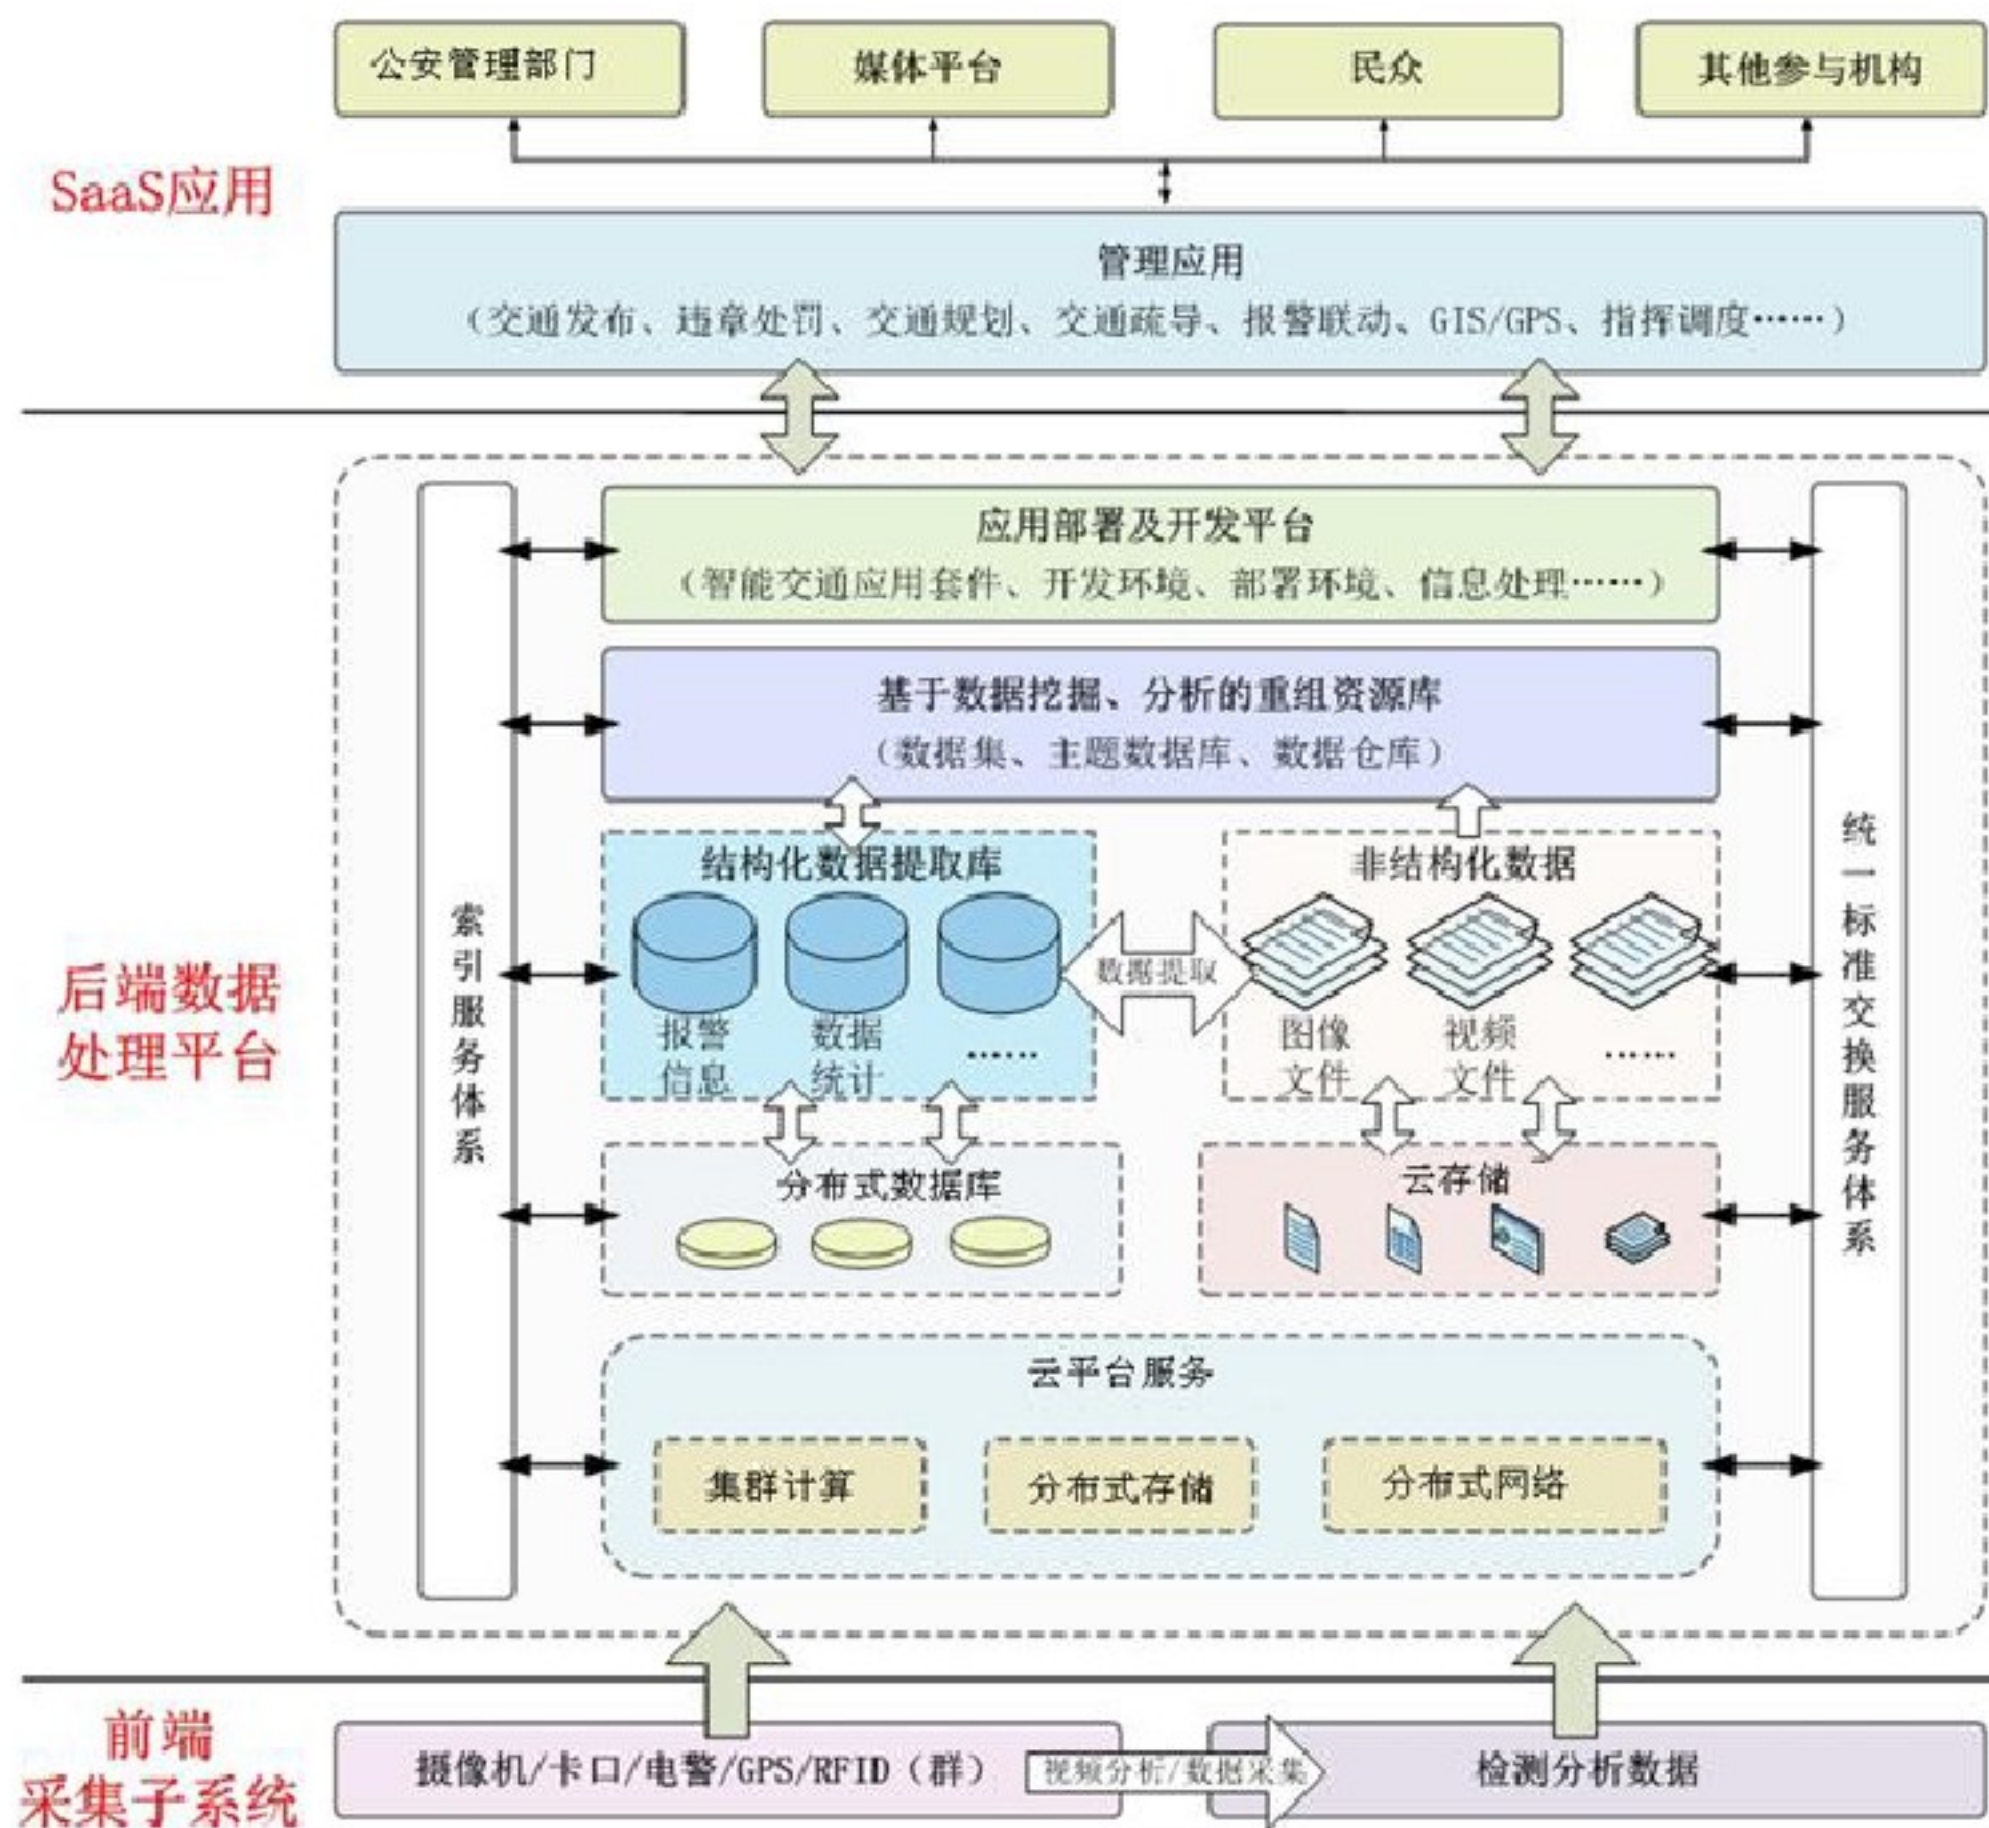 公安管理部门
媒体平台
民众
其他参与机构
SaaS应用
管理应用
（交通发布、违章处罚、交通规划、交通疏导、报警联动、GIS/GPS、指挥调度……）
应用部署及开发平台
（智能交通应用套件、开发环境、部署环境、信息处理……）
基于数据挖掘、分析的重组资源库
（数据集、主题数据库、数据仓库）
后端数据
处理平台
索引服务体系
结构化数据提取库
报警
信息
数据
统计
……
数据提取
非结构化数据
图像
文件
视频
文件
……
统一标准交换服务体系
分布式数据库
云存储
云平台服务
集群计算
分布式存储
分布式网络
前端
采集子系统
摄像机/卡口/电警/GPS/RFID（群）
视频分析/数据采集
检测分析数据